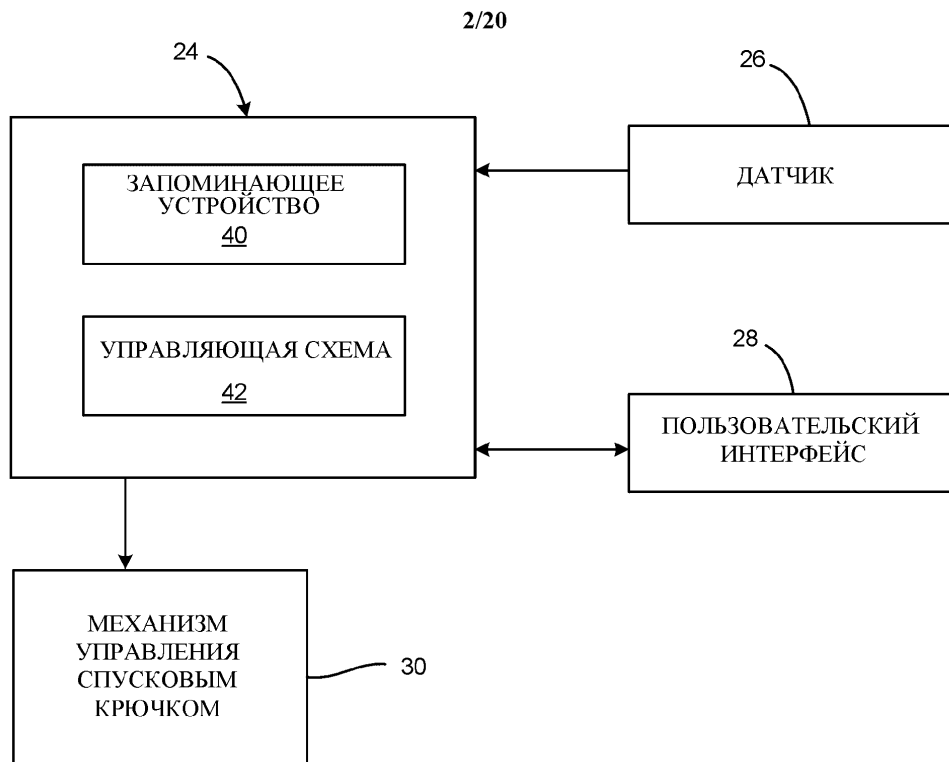 2/20
24
26
ЗАПОМИНАЮЩЕЕ
УСТРОЙСТВО
40
ДАТЧИК
УПРАВЛЯЮЩАЯ СХЕМА
42
28
ПОЛЬЗОВАТЕЛЬСКИЙ
ИНТЕРФЕЙС
МЕХАНИЗМ
УПРАВЛЕНИЯ
СПУСКОВЫМ
КРЮЧКОМ
30